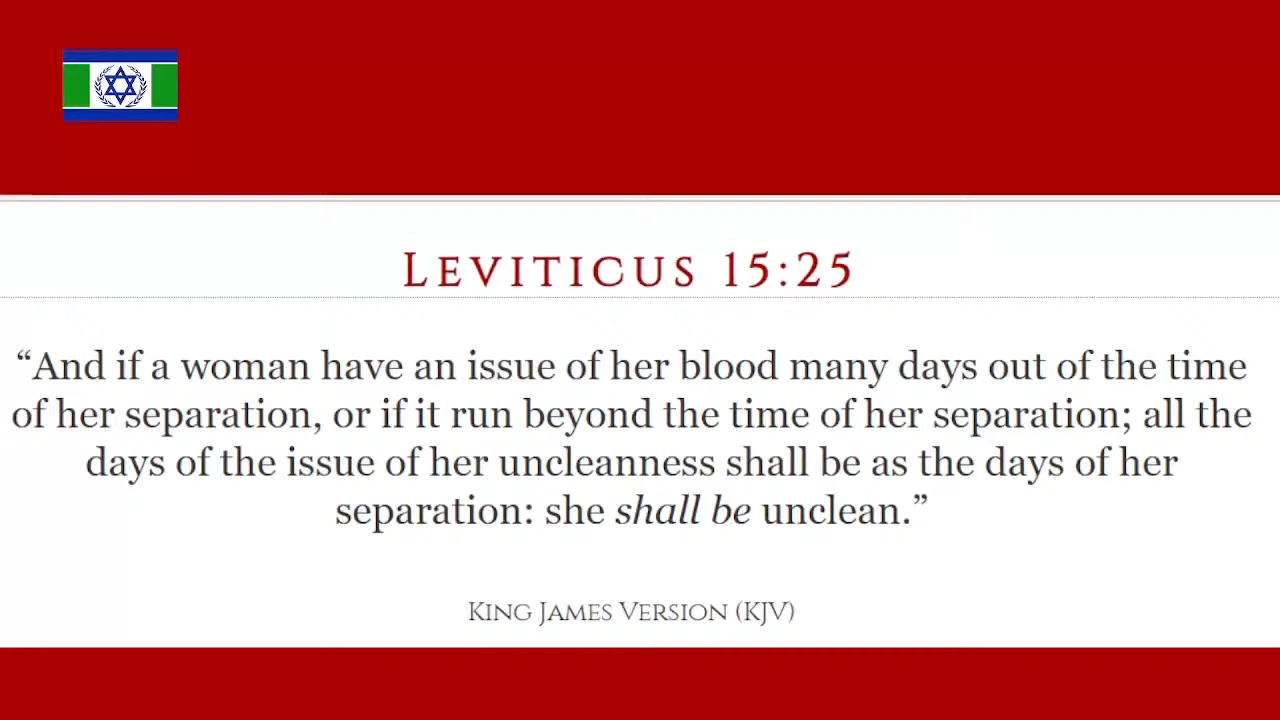 Leviticus 15:25
“And if a woman have an issue of her blood many days out of the time
of her separation, or if it run beyond the time of her separation; all the
days of the issue of her uncleanness shall be as the days of her
separation: she shall be unclean.”
King James Version (KJV)